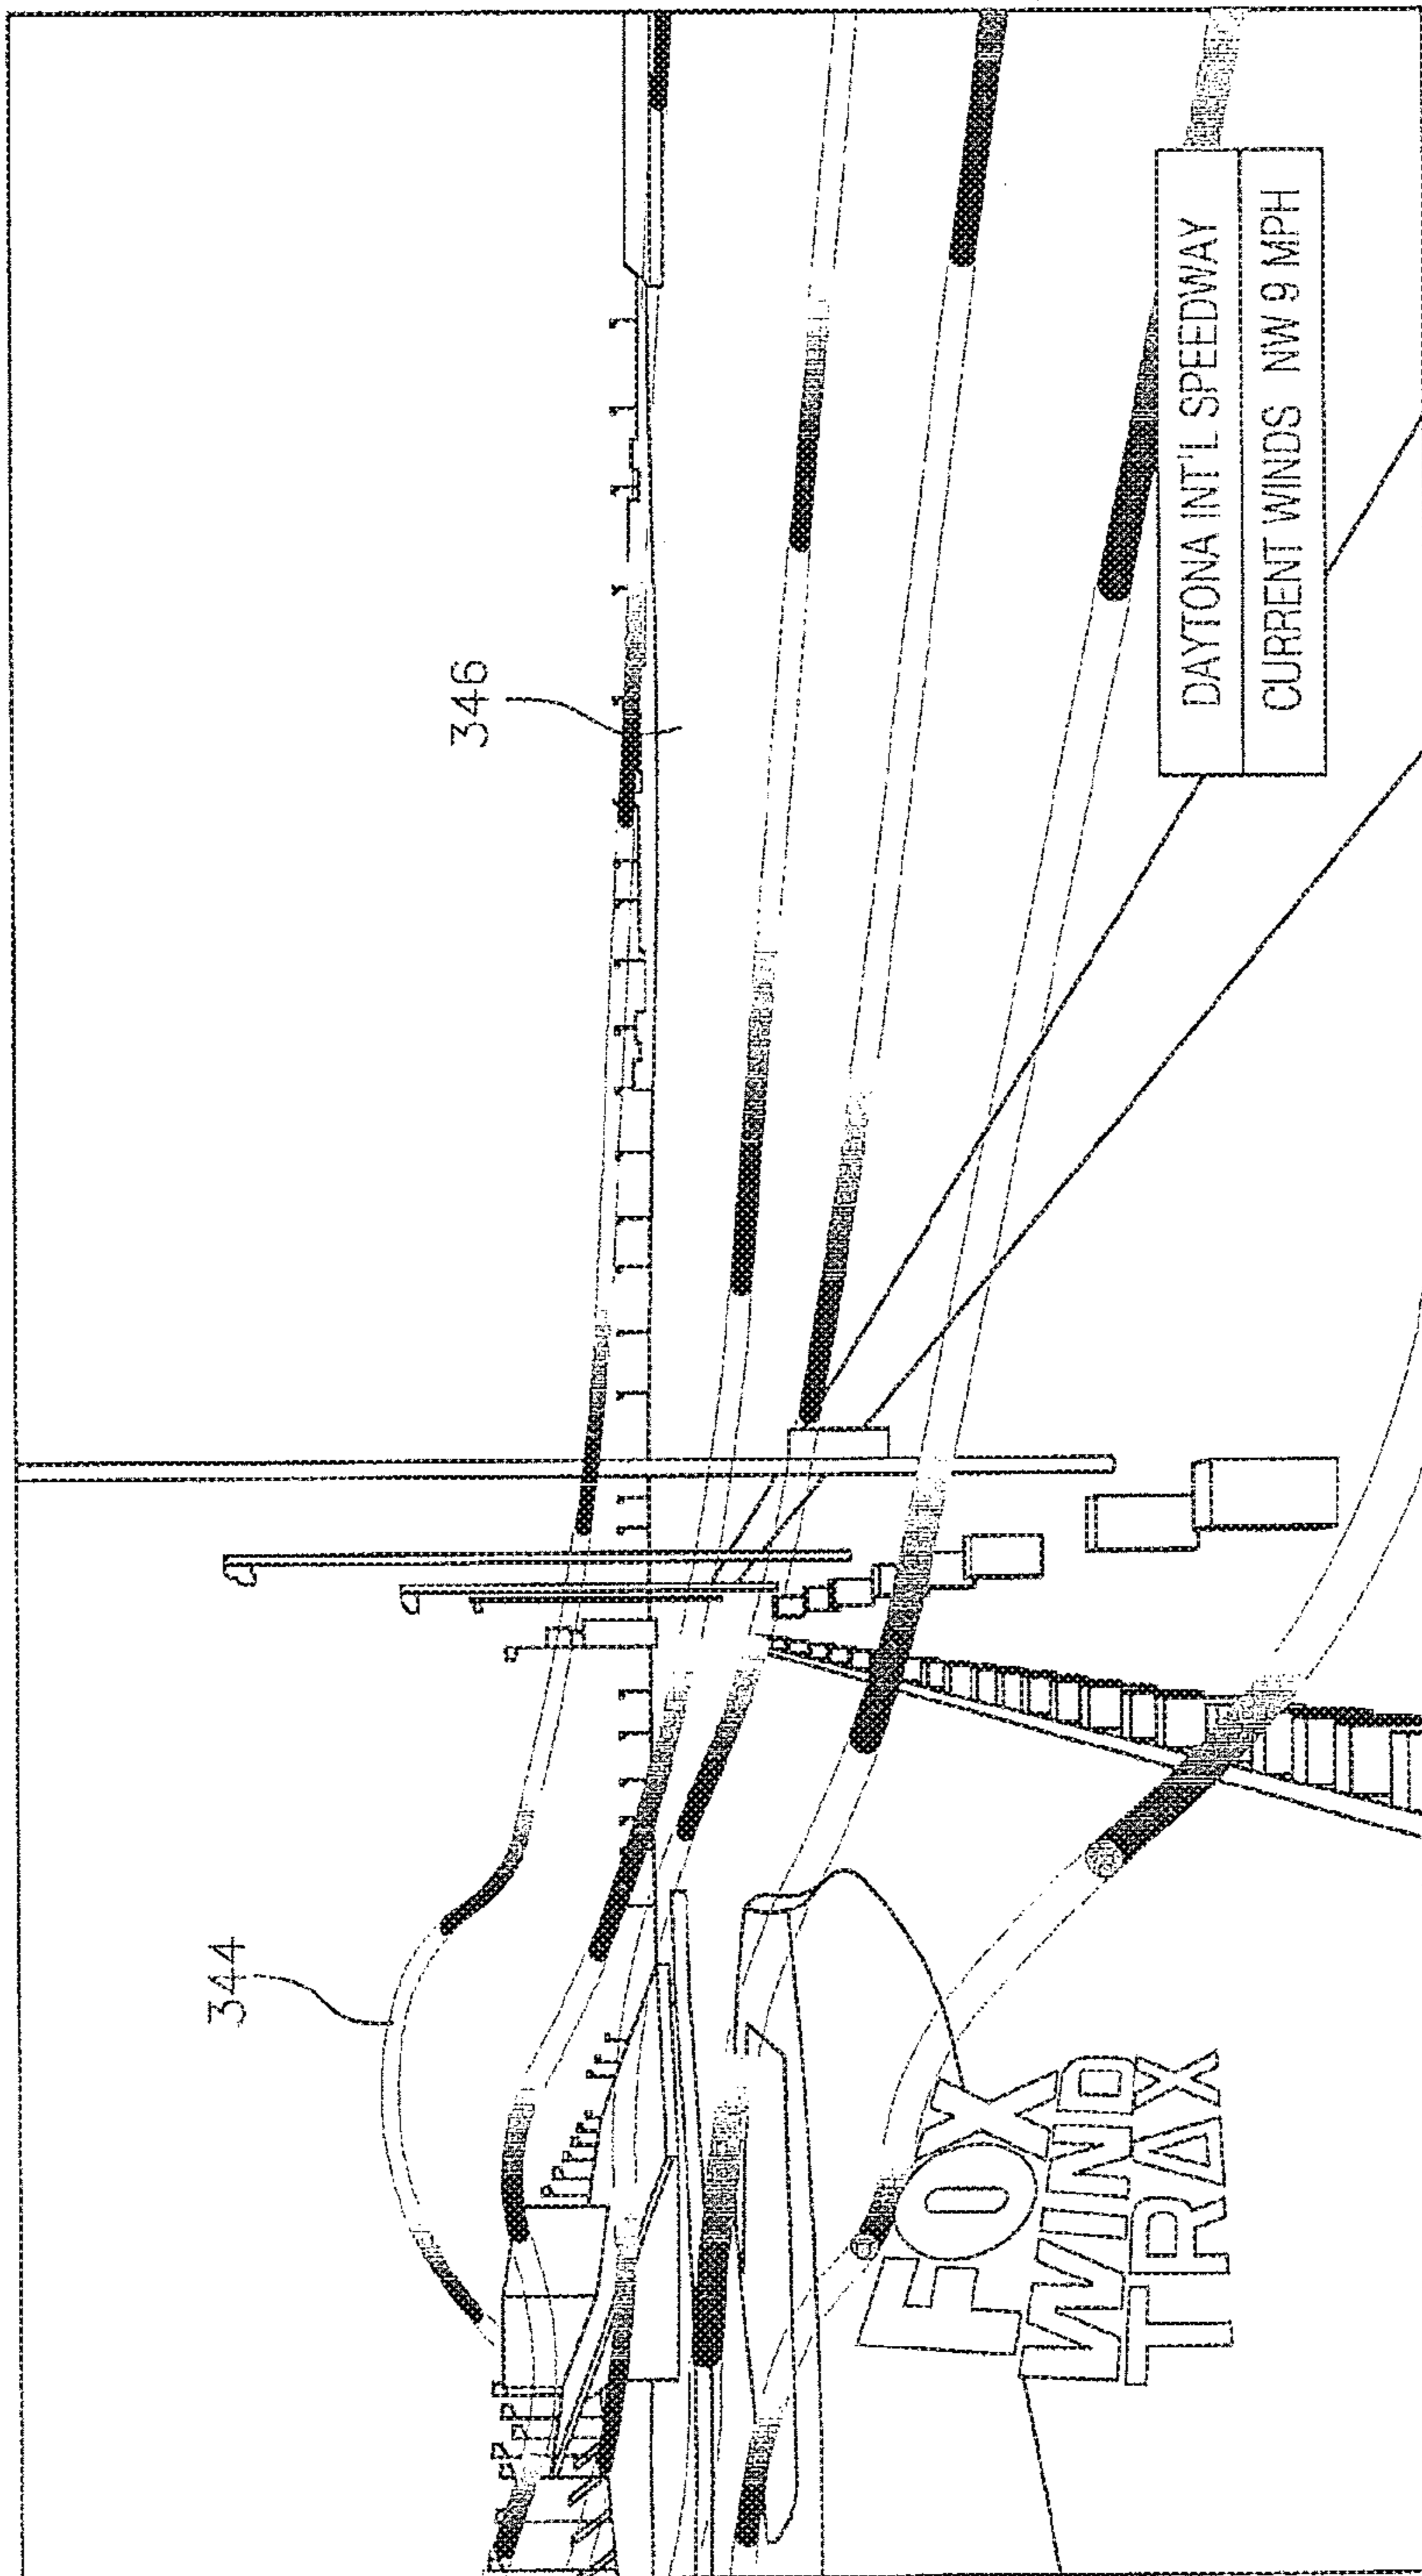 344
346
FOX
WIND
TRAX
DAYTONA INT'L SPEEDWAY
CURRENT WINDS NW 9 MPH